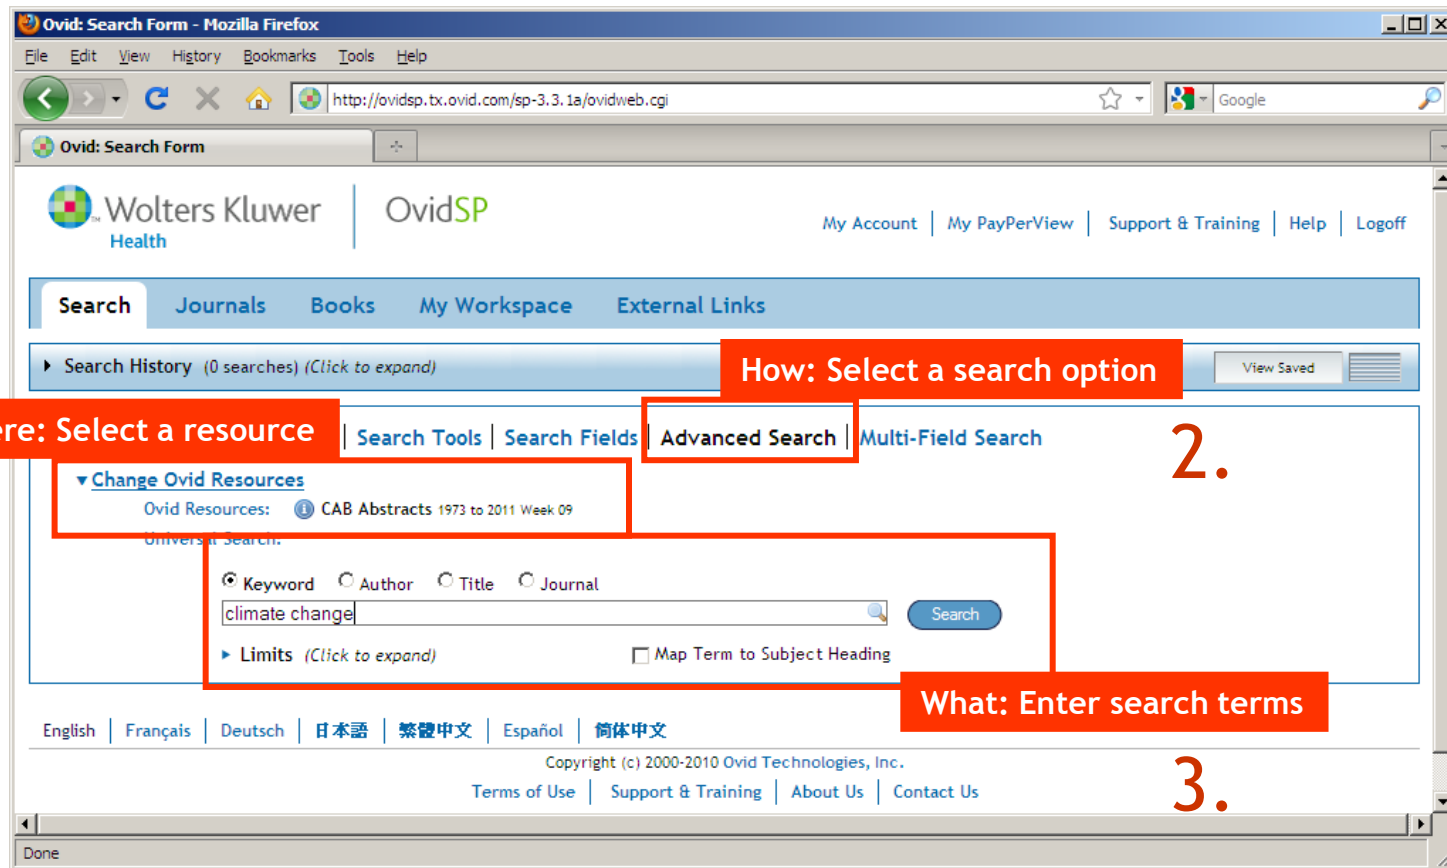 Ovid: Search Form - Mozilla Firefox
File Edit View History Bookmarks Tools Help
http://ovidsp.tx.ovid.com/sp-3.3.1a/ovidweb.cgi
Google
Ovid: Search Form
Wolters Kluwer
Health
OvidSP
My Account | My PayPerView | Support & Training | Help | Logoff
Search Journals Books My Workspace External Links
Search History (0 searches) (Click to expand)
How: Select a search option
View Saved
ere: Select a resource
| Search Tools | Search Fields | Advanced Search | Multi-Field Search
2.
Change Ovid Resources
Ovid Resources: CAB Abstracts 1973 to 2011 Week 09
Universal Search:
Keyword Author Title Journal
climate change
Search
Limits (Click to expand)
Map Term to Subject Heading
What: Enter search terms
English | Français | Deutsch | 日本語 | 繁體中文 | Español | 简体中文
Copyright (c) 2000-2010 Ovid Technologies, Inc.
Terms of Use | Support & Training | About Us | Contact Us
3.
Done